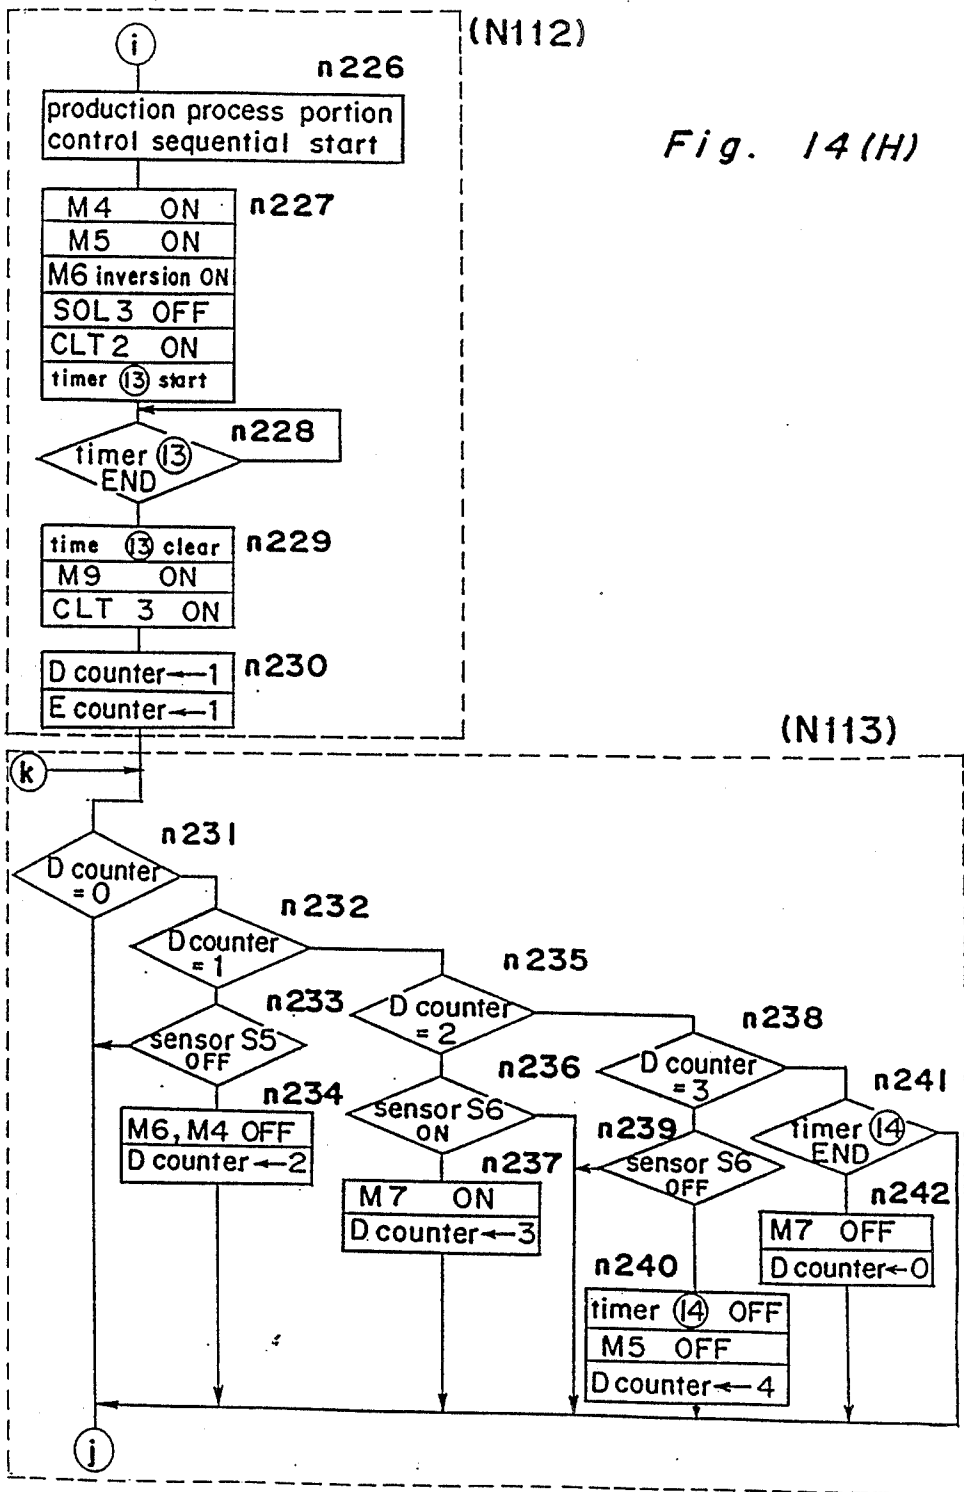 (N112)
i
n226
production process portion
control sequential start
Fig. 14(H)
M4 ON
n227
M5 ON
M6 inversion ON
SOL3 OFF
CLT2 ON
timer 13 start
n228
timer 13
END
time 13 clear
n229
M9 ON
CLT 3 ON
D counter←1
n230
E counter←1
(N113)
k
n231
D counter
=0
n232
D counter
=1
n233
sensor S5
OFF
n234
M6, M4 OFF
D counter←2
n235
D counter
=2
n236
sensor S6
ON
n237
M7 ON
D counter←3
n238
D counter
=3
n239
sensor S6
OFF
n240
timer 14 OFF
M5 OFF
D counter←4
n241
timer 14
END
n242
M7 OFF
D counter←0
j